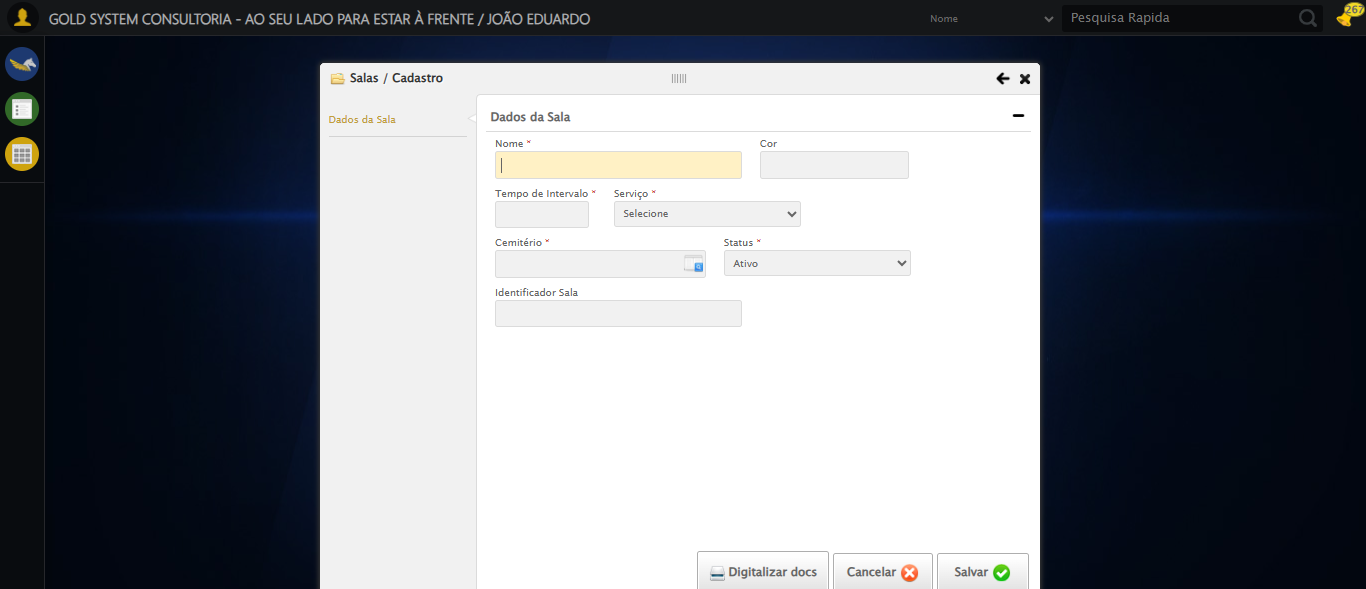 GOLD SYSTEM CONSULTORIA - AO SEU LADO PARA ESTAR À FRENTE / JOÃO EDUARDO
Nome
Pesquisa Rapida
267
Salas / Cadastro
Dados da Sala
Dados da Sala
Nome *
Cor
Tempo de Intervalo *
Serviço *
Selecione
Cemitério *
Status *
Ativo
Identificador Sala
Digitalizar docs
Cancelar
Salvar